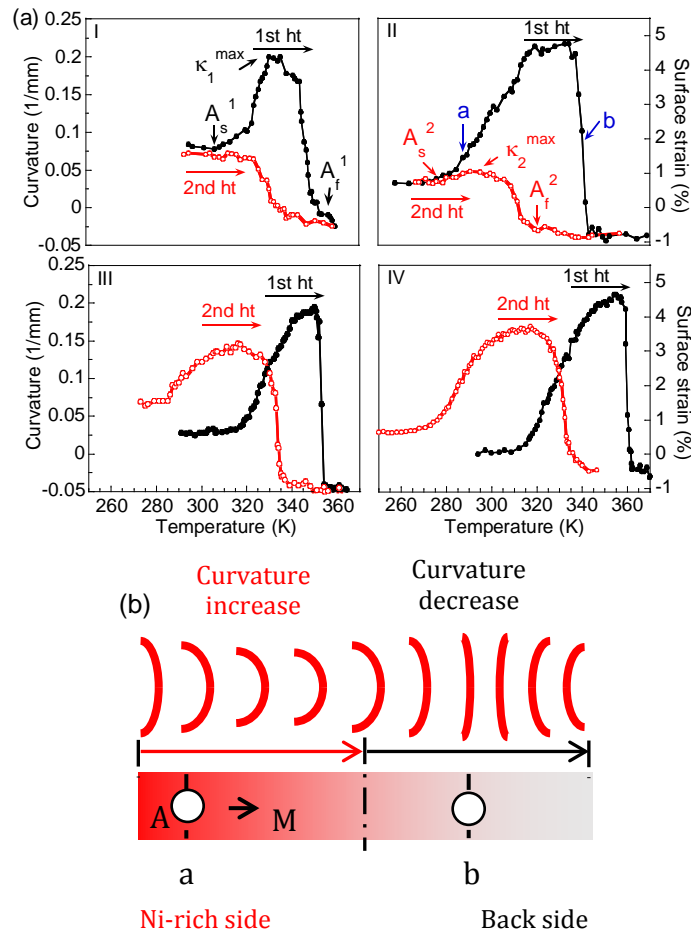 (a)
I
1st ht
κ1max
As1
Af1
2nd ht
Curvature (1/mm)
0.25
0.20
0.15
0.10
0.05
0
-0.05
II
1st ht
a
b
As2
κ2max
Af2
2nd ht
5
4
3
2
1
0
-1
Surface strain (%)
III
1st ht
2nd ht
Curvature (1/mm)
0.25
0.20
0.15
0.10
0.05
0
-0.05
260 280 300 320 340 360
Temperature (K)
IV
1st ht
2nd ht
5
4
3
2
1
0
-1
Surface strain (%)
260 280 300 320 340 360
Temperature (K)
(b)
Curvature
increase
Curvature
decrease
A
M
a
b
Ni-rich side
Back side